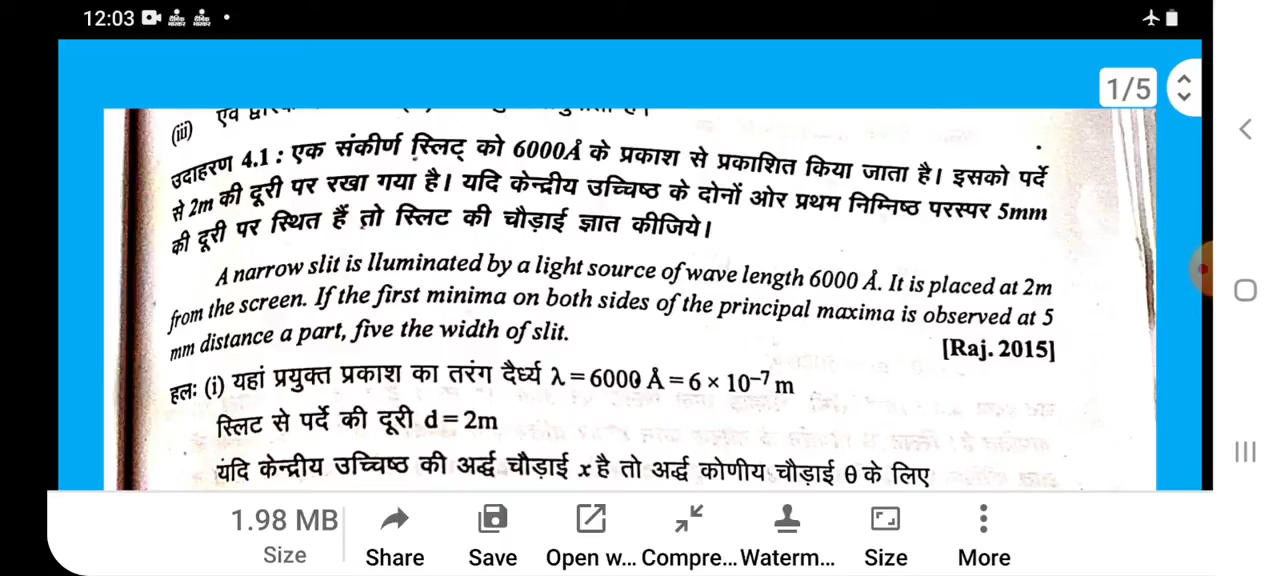 12:03
1/5
(iii) एवं
उदाहरण 4.1 : एक संकीर्ण स्लिट् को 6000Å के प्रकाश से प्रकाशित किया जाता है। इसको पर्दे
से 2m की दूरी पर रखा गया है। यदि केन्द्रीय उच्चिष्ठ के दोनों ओर प्रथम निम्निष्ठ परस्पर 5mm
की दूरी पर स्थित हैं तो स्लिट की चौड़ाई ज्ञात कीजिये।
A narrow slit is lluminated by a light source of wave length 6000 Å. It is placed at 2m
from the screen. If the first minima on both sides of the principal maxima is observed at 5
mm distance a part, five the width of slit.
[Raj. 2015]
हल: (i) यहां प्रयुक्त प्रकाश का तरंग दैर्ध्य λ = 6000 Å = 6 × 10⁻⁷ m
स्लिट से पर्दे की दूरी d = 2m
यदि केन्द्रीय उच्चिष्ठ की अर्द्ध चौड़ाई x है तो अर्द्ध कोणीय चौड़ाई θ के लिए
1.98 MB
Size
Share
Save
Open w...
Compre...
Waterm...
Size
More